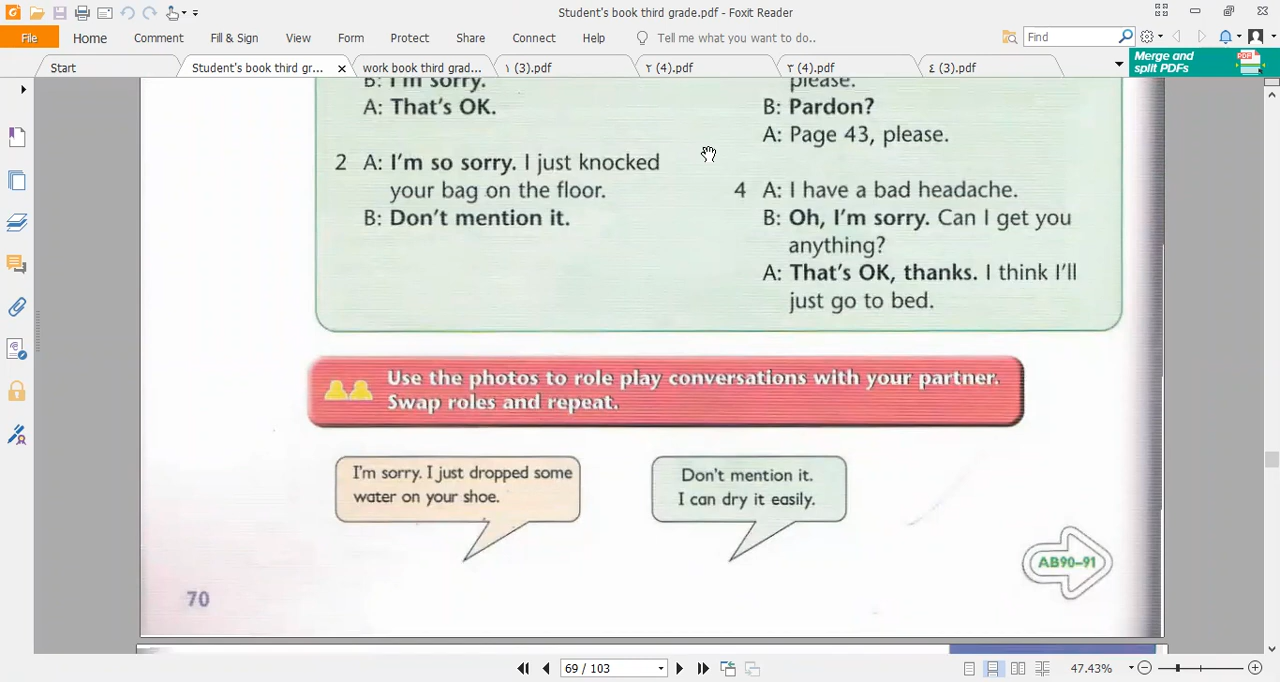 Student's book third grade.pdf - Foxit Reader
File Home Comment Fill & Sign View Form Protect Share Connect Help Tell me what you want to do.. Find
Start Student's book third gr... work book third grad... ١ (3).pdf ٢ (4).pdf ٣ (4).pdf ٤ (3).pdf Merge and split PDFs
B: I'm sorry.
A: That's OK.
2 A: I'm so sorry. I just knocked
your bag on the floor.
B: Don't mention it.
please.
B: Pardon?
A: Page 43, please.
4 A: I have a bad headache.
B: Oh, I'm sorry. Can I get you
anything?
A: That's OK, thanks. I think I'll
just go to bed.
Use the photos to role play conversations with your partner.
Swap roles and repeat.
I'm sorry. I just dropped some
water on your shoe.
Don't mention it.
I can dry it easily.
AB90–91
70
69 / 103
47.43%